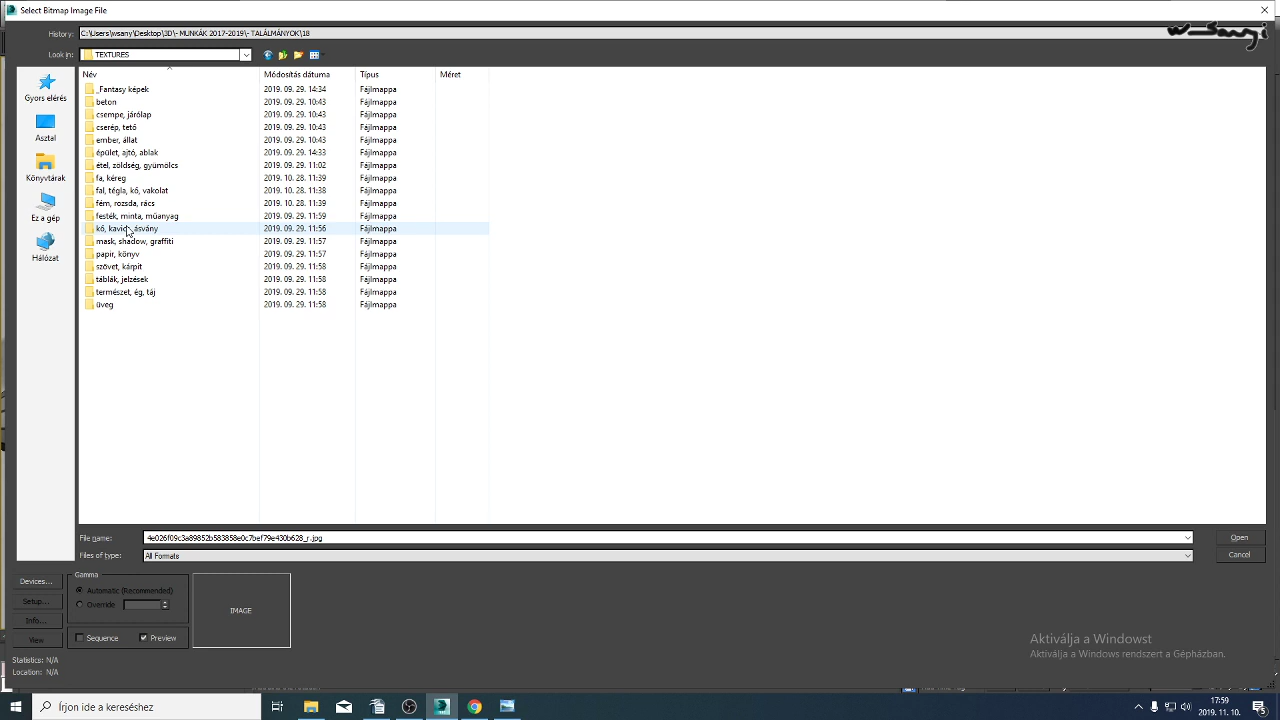 Select Bitmap Image File
History: C:\Users\wsany\Desktop\3D\- MUNKÁK 2017-2019\- TALÁLMÁNYOK\18
Look in: TEXTURES
Név Módosítás dátuma Típus Méret
_Fantasy képek 2019. 09. 29. 14:34 Fájlmappa
beton 2019. 09. 29. 10:43 Fájlmappa
csempe, járólap 2019. 09. 29. 10:43 Fájlmappa
cserép, tető 2019. 09. 29. 10:43 Fájlmappa
ember, állat 2019. 09. 29. 10:43 Fájlmappa
épület, ajtó, ablak 2019. 09. 29. 14:33 Fájlmappa
étel, zöldség, gyümölcs 2019. 09. 29. 11:02 Fájlmappa
fa, kéreg 2019. 10. 28. 11:39 Fájlmappa
fal, tégla, kő, vakolat 2019. 10. 28. 11:38 Fájlmappa
fém, rozsda, rács 2019. 10. 28. 11:39 Fájlmappa
festék, minta, műanyag 2019. 09. 29. 11:59 Fájlmappa
kő, kavics, ásvány 2019. 09. 29. 11:56 Fájlmappa
mask, shadow, graffiti 2019. 09. 29. 11:57 Fájlmappa
papír, könyv 2019. 09. 29. 11:57 Fájlmappa
szövet, kárpit 2019. 09. 29. 11:58 Fájlmappa
táblák, jelzések 2019. 09. 29. 11:58 Fájlmappa
természet, ég, táj 2019. 09. 29. 11:58 Fájlmappa
üveg 2019. 09. 29. 11:58 Fájlmappa
Gyors elérés
Asztal
Könyvtárak
Ez a gép
Hálózat
File name: 4e026f09c3a89852b583858e0c7bef79e430b628_r.jpg Open
Files of type: All Formats Cancel
Devices...
Setup...
Info...
View
Gamma
Automatic (Recommended)
Override
Sequence Preview
IMAGE
Statistics: N/A
Location: N/A
Aktiválja a Windowst
Aktiválja a Windows rendszert a Gépházban.
Írjon ide a kereséshez
17:59
2019. 11. 10.